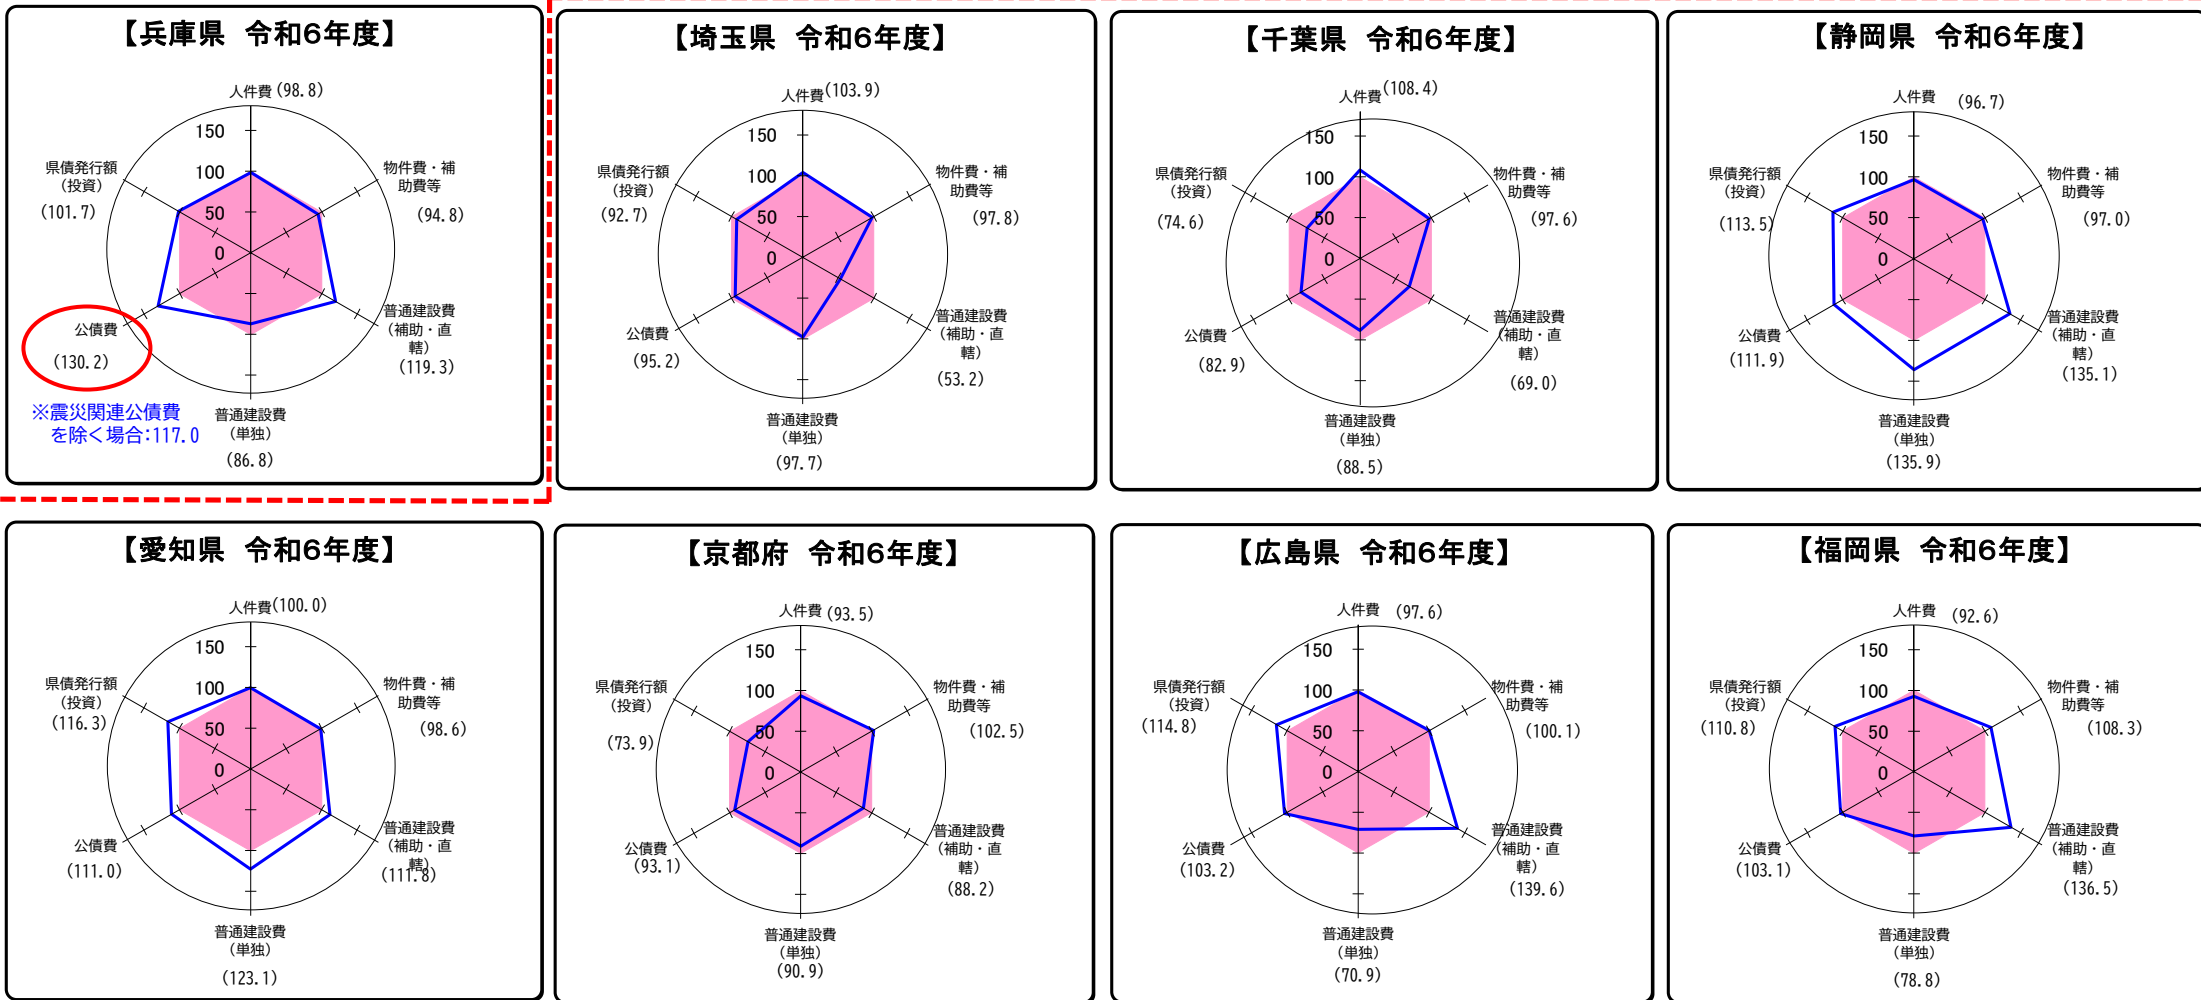 【兵庫県 令和6年度】
人件費(98.8)
150
100
50
0
物件費・補
助費等
(94.8)
県債発行額
(投資)
(101.7)
公債費
(130.2)
普通建設費
(補助・直
轄)
(119.3)
※震災関連公債費
を除く場合:117.0
普通建設費
(単独)
(86.8)
【埼玉県 令和6年度】
人件費(103.9)
150
100
50
0
物件費・補
助費等
(97.8)
県債発行額
(投資)
(92.7)
公債費
(95.2)
普通建設費
(補助・直
轄)
(53.2)
普通建設費
(単独)
(97.7)
【千葉県 令和6年度】
人件費(108.4)
150
100
50
0
物件費・補
助費等
(97.6)
県債発行額
(投資)
(74.6)
公債費
(82.9)
普通建設費
(補助・直
轄)
(69.0)
普通建設費
(単独)
(88.5)
【静岡県 令和6年度】
人件費 (96.7)
150
100
50
0
物件費・補
助費等
(97.0)
県債発行額
(投資)
(113.5)
公債費
(111.9)
普通建設費
(補助・直
轄)
(135.1)
普通建設費
(単独)
(135.9)
【愛知県 令和6年度】
人件費(100.0)
150
100
50
0
物件費・補
助費等
(98.6)
県債発行額
(投資)
(116.3)
公債費
(111.0)
普通建設費
(補助・直
轄)
(111.8)
普通建設費
(単独)
(123.1)
【京都府 令和6年度】
人件費(93.5)
150
100
50
0
物件費・補
助費等
(102.5)
県債発行額
(投資)
(73.9)
公債費
(93.1)
普通建設費
(補助・直
轄)
(88.2)
普通建設費
(単独)
(90.9)
【広島県 令和6年度】
人件費 (97.6)
150
100
50
0
物件費・補
助費等
(100.1)
県債発行額
(投資)
(114.8)
公債費
(103.2)
普通建設費
(補助・直
轄)
(139.6)
普通建設費
(単独)
(70.9)
【福岡県 令和6年度】
人件費 (92.6)
150
100
50
0
物件費・補
助費等
(108.3)
県債発行額
(投資)
(110.8)
公債費
(103.1)
普通建設費
(補助・直
轄)
(136.5)
普通建設費
(単独)
(78.8)